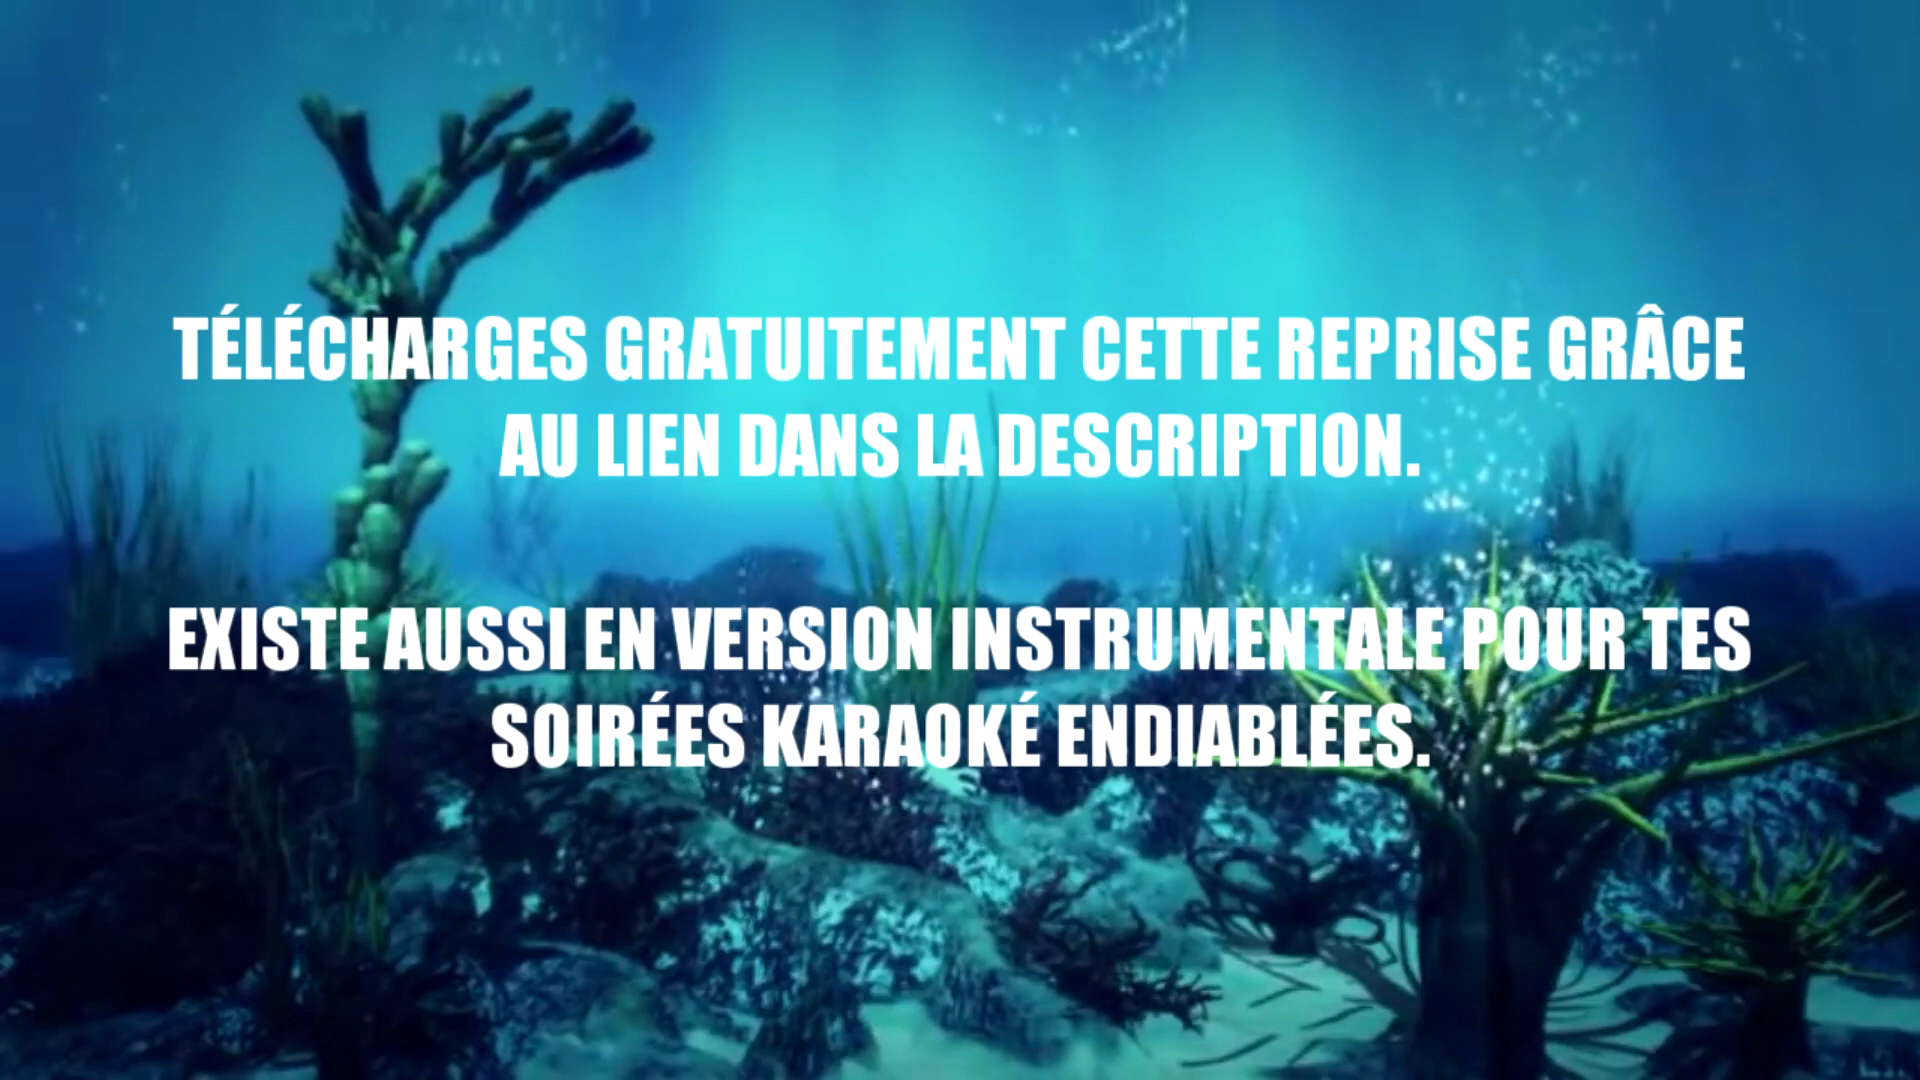 TÉLÉCHARGES GRATUITEMENT CETTE REPRISE GRÂCE
AU LIEN DANS LA DESCRIPTION.
EXISTE AUSSI EN VERSION INSTRUMENTALE POUR TES
SOIRÉES KARAOKÉ ENDIABLÉES.